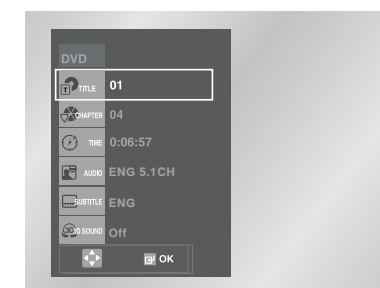 DVD
TITLE 01
CHAPTER 04
TIME 0:06:57
AUDIO ENG 5.1CH
SUBTITLE ENG
3D SOUND Off
OK